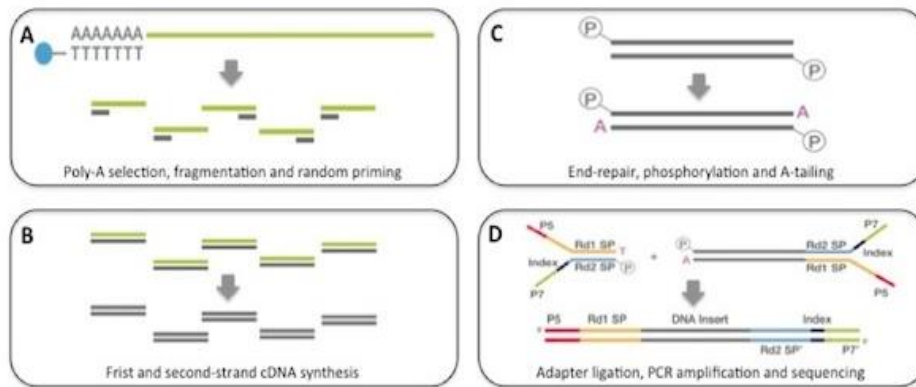 A
AAAAAAA
TTTTTTT
Poly-A selection, fragmentation and random priming
B
Frist and second-strand cDNA synthesis
C
P
P
P
A
A
P
End-repair, phosphorylation and A-tailing
D
P5
Rd1 SP
T
Index
Rd2 SP
P
P7
+
P
A
Rd2 SP
P7
Index
Rd1 SP
P5
P5
Rd1 SP
DNA Insert
Index
Rd2 SP'
P7'
Adapter ligation, PCR amplification and sequencing